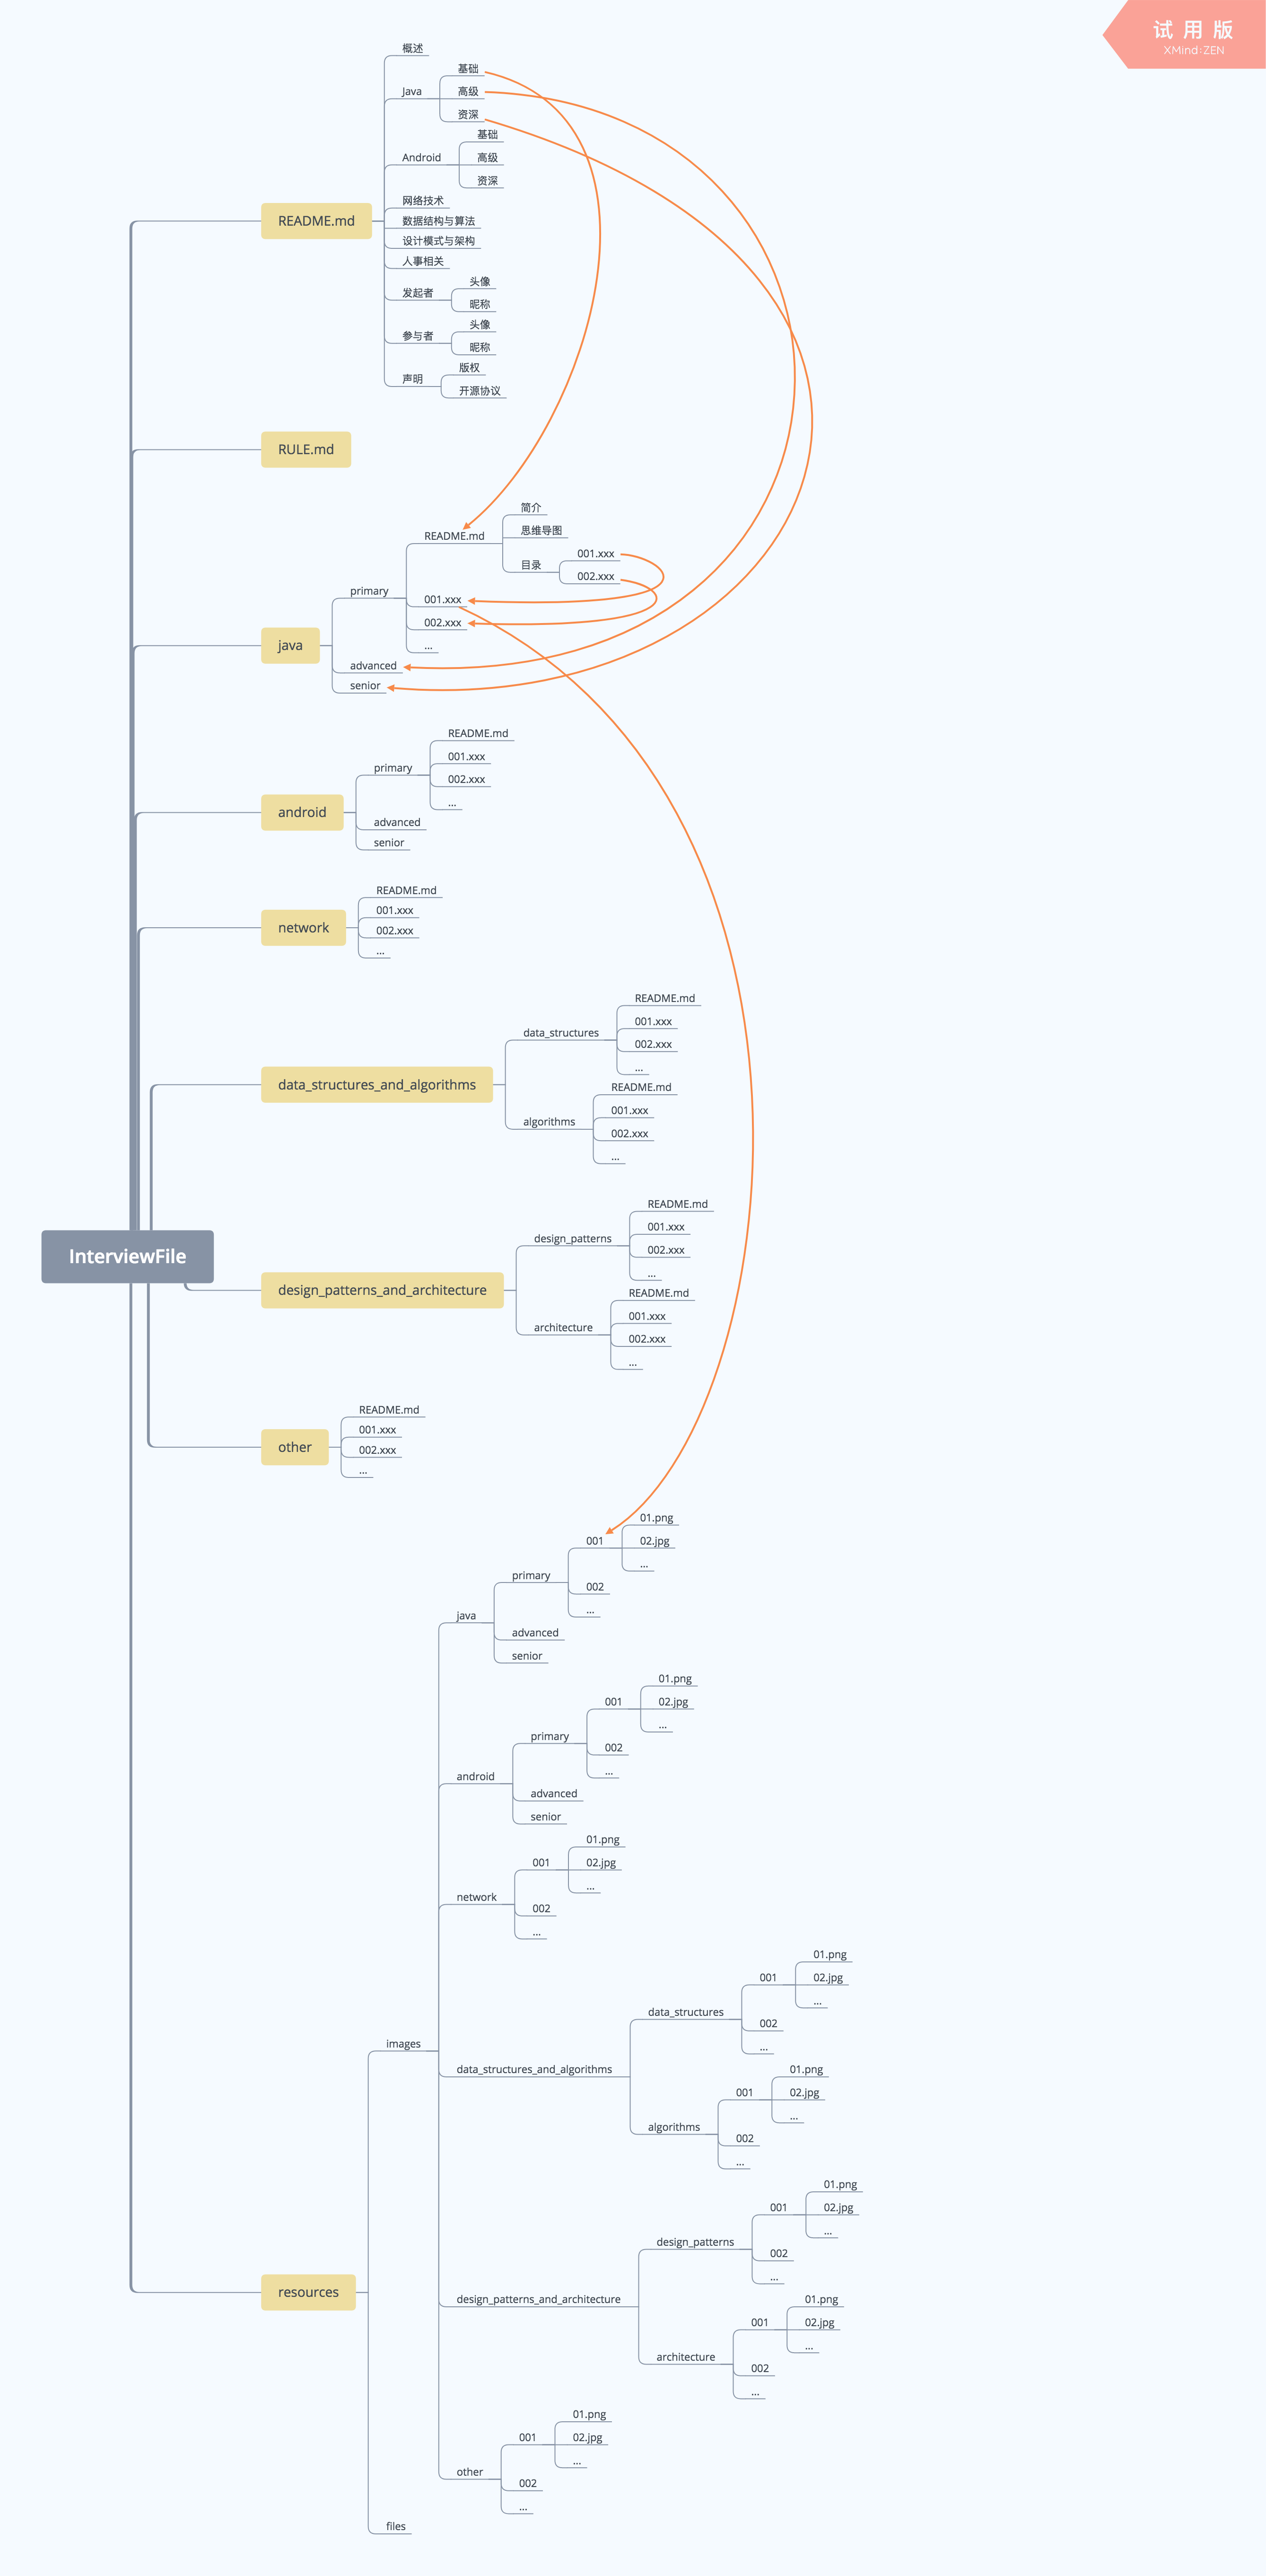 试用版
XMind:ZEN
InterviewFile
README.md
概述
Java
基础
高级
资深
Android
基础
高级
资深
网络技术
数据结构与算法
设计模式与架构
人事相关
发起者
头像
昵称
参与者
头像
昵称
声明
版权
开源协议
RULE.md
java
primary
README.md
简介
思维导图
目录
001.xxx
002.xxx
001.xxx
002.xxx
...
advanced
senior
android
primary
README.md
001.xxx
002.xxx
...
advanced
senior
network
README.md
001.xxx
002.xxx
...
data_structures_and_algorithms
data_structures
README.md
001.xxx
002.xxx
...
algorithms
README.md
001.xxx
002.xxx
...
design_patterns_and_architecture
design_patterns
README.md
001.xxx
002.xxx
...
architecture
README.md
001.xxx
002.xxx
...
other
README.md
001.xxx
002.xxx
...
resources
images
java
primary
001
01.png
02.jpg
...
002
...
advanced
senior
android
primary
001
01.png
02.jpg
...
002
...
advanced
senior
network
001
01.png
02.jpg
...
002
...
data_structures_and_algorithms
data_structures
001
01.png
02.jpg
...
002
...
algorithms
001
01.png
02.jpg
...
002
...
design_patterns_and_architecture
design_patterns
001
01.png
02.jpg
...
002
...
architecture
001
01.png
02.jpg
...
002
...
other
001
01.png
02.jpg
...
002
...
files